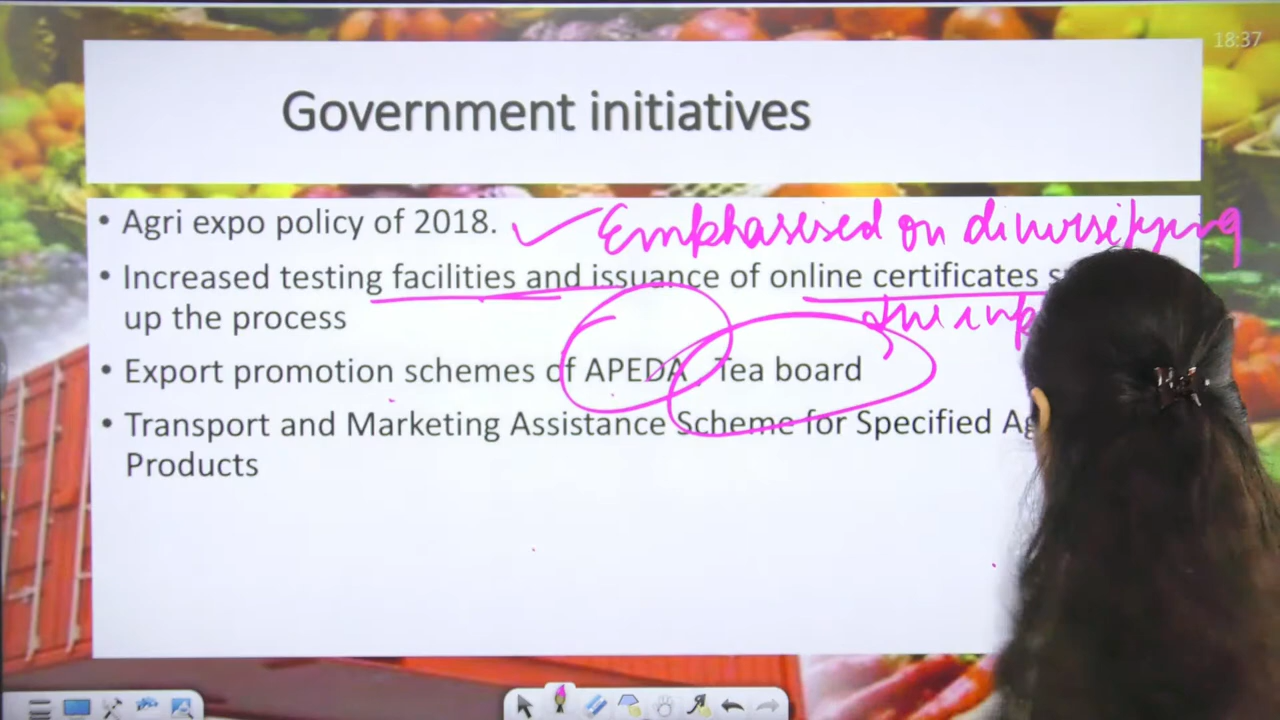 18:37
Government initiatives
• Agri expo policy of 2018. Emphasised on diversifying
• Increased testing facilities and issuance of online certificates
up the process
• Export promotion schemes of APEDA, Tea board
• Transport and Marketing Assistance Scheme for Specified
Products